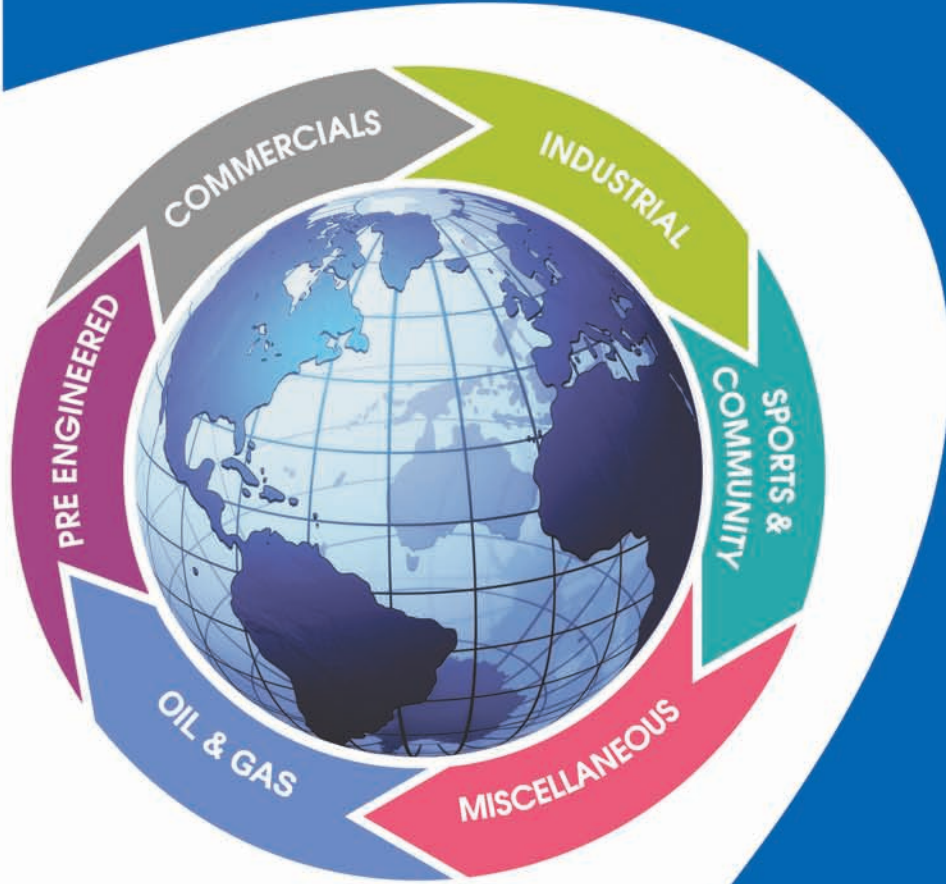 COMMERCIALS
INDUSTRIAL
SPORTS &
COMMUNITY
MISCELLANEOUS
OIL & GAS
PRE ENGINEERED